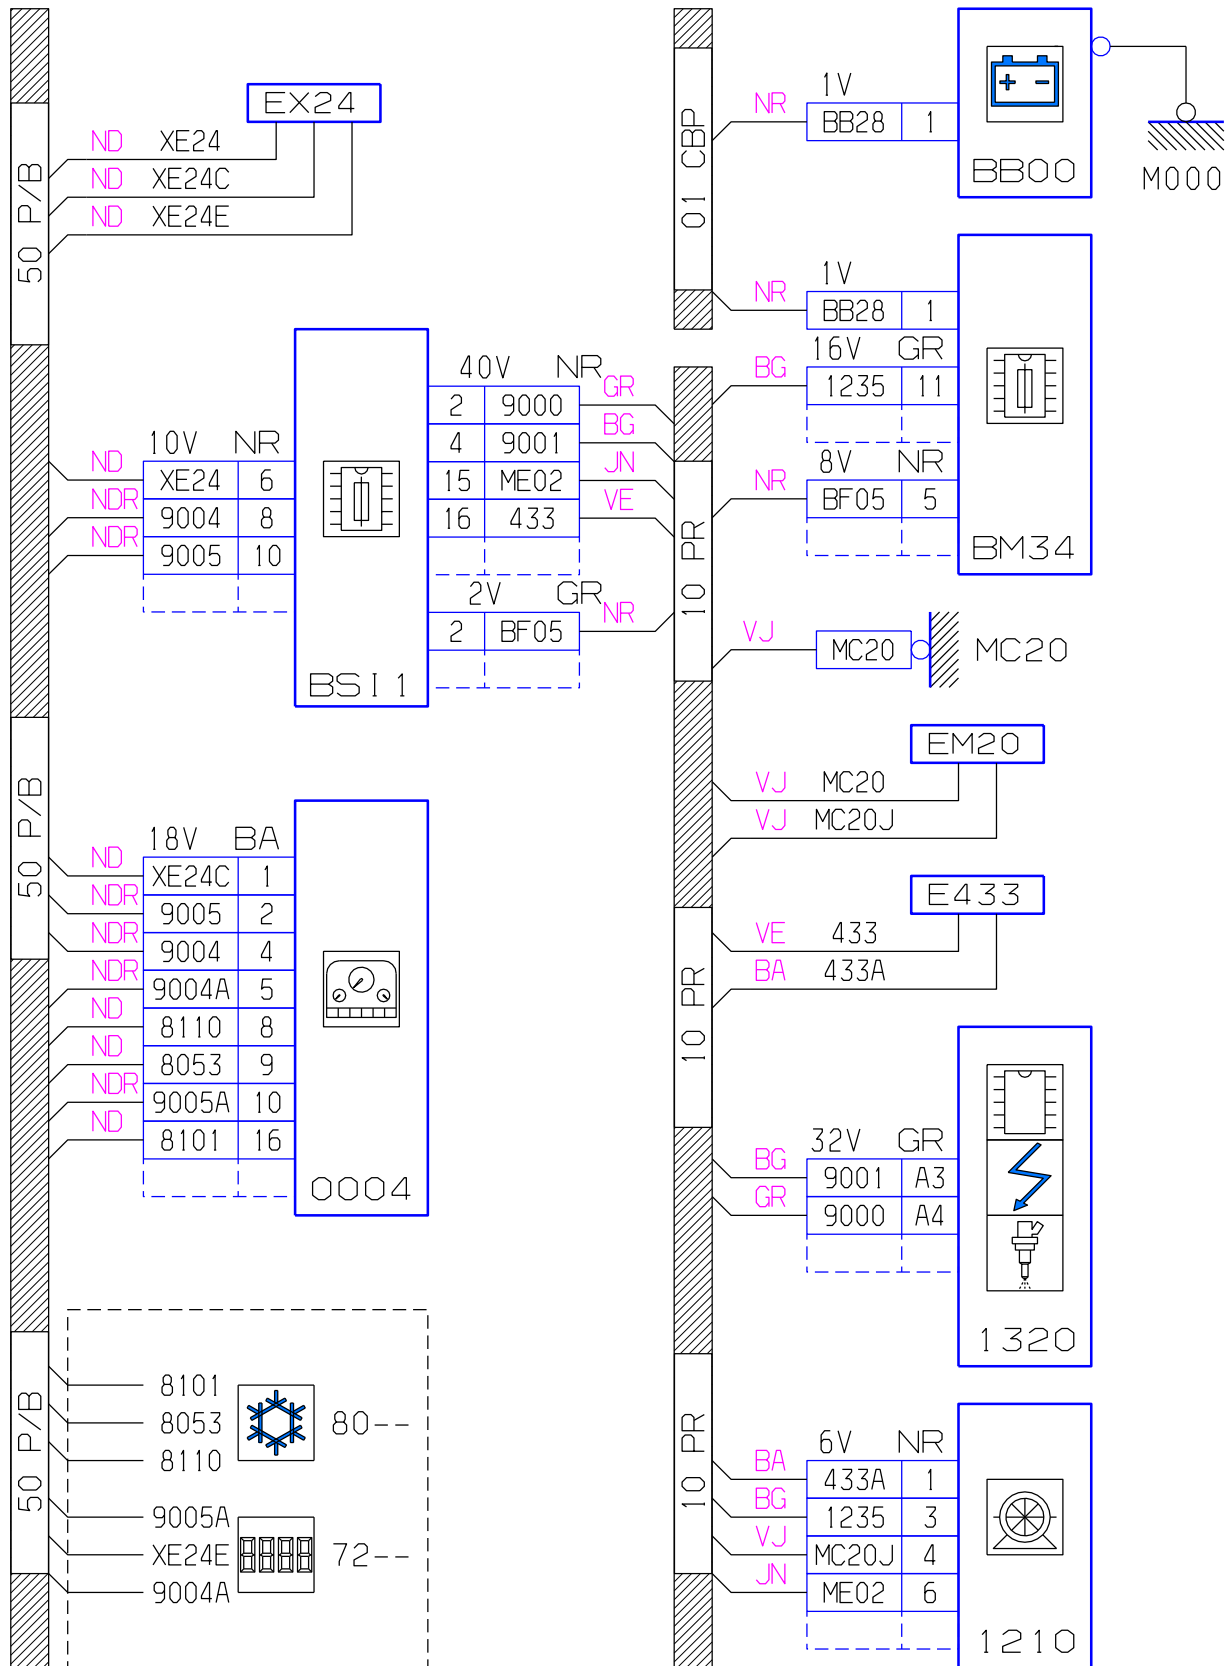 50 P/B
EX24
ND XE24
ND XE24C
ND XE24E
10V NR
ND XE24 6
NDR 9004 8
NDR 9005 10
BSI1
40V NR
2 9000 GR
4 9001 BG
15 ME02 JN
16 433 VE
2V GR
2 BF05 NR
50 P/B
18V BA
ND XE24C 1
NDR 9005 2
NDR 9004 4
NDR 9004A 5
ND 8110 8
ND 8053 9
NDR 9005A 10
ND 8101 16
0004
50 P/B
8101
8053
8110
80--
9005A
XE24E
9004A
72--
01 CBP
1V
NR BB28 1
BB00
M000
1V
NR BB28 1
16V GR
BG 1235 11
8V NR
NR BF05 5
BM34
10 PR
VJ MC20 MC20
EM20
VJ MC20
VJ MC20J
E433
VE 433
BA 433A
10 PR
32V GR
BG 9001 A3
GR 9000 A4
1320
10 PR
6V NR
BA 433A 1
BG 1235 3
VJ MC20J 4
JN ME02 6
1210